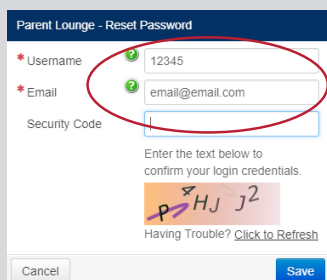 Parent Lounge - Reset Password
* Username ? 12345
* Email ? email@email.com
Security Code
Enter the text below to
confirm your login credentials.
P4HJJ2
Having Trouble? Click to Refresh
Cancel Save